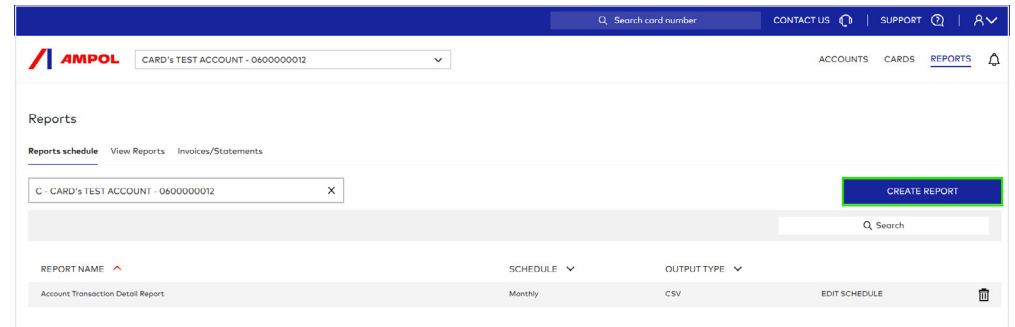 Search card number CONTACT US | SUPPORT |
AMPOL CARD's TEST ACCOUNT - 0600000012 ACCOUNTS CARDS REPORTS
Reports
Reports schedule View Reports Invoices/Statements
C - CARD's TEST ACCOUNT - 0600000012 X CREATE REPORT
Search
REPORT NAME SCHEDULE OUTPUT TYPE
Account Transaction Detail Report Monthly CSV EDIT SCHEDULE